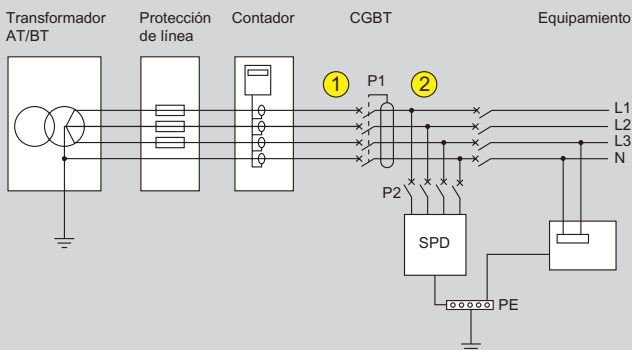 Transformador
AT/BT
Protección
de línea
Contador
CGBT
Equipamiento
1
P1
2
L1
L2
L3
N
P2
SPD
PE